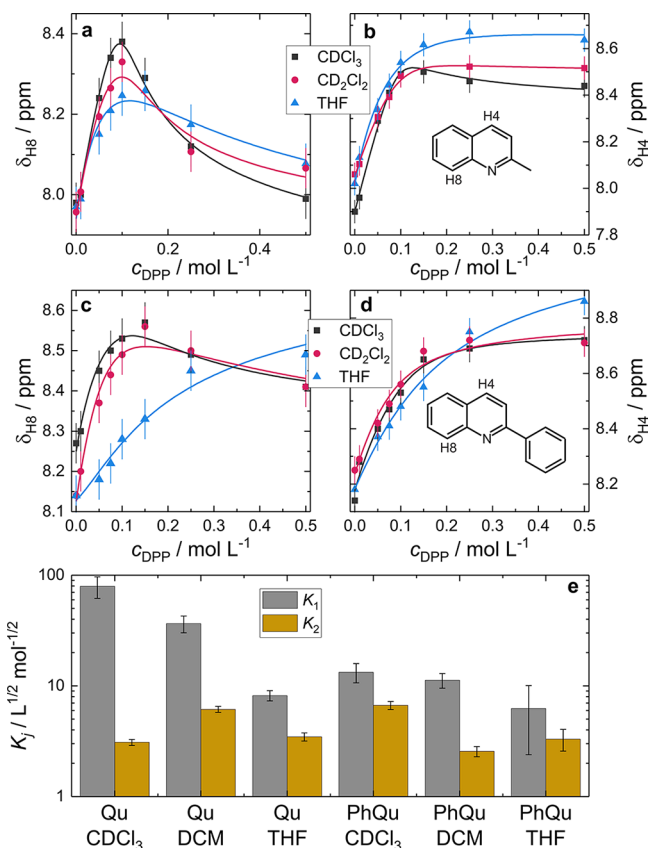 a
b
8.4
8.2
8.0
δH8 / ppm
CDCl3
CD2Cl2
THF
8.6
8.4
8.2
8.0
7.8
δH4 / ppm
H4
H8
N
0.0 0.1 0.2 0.3 0.4 0.5
cDPP / mol L-1
0.0 0.1 0.2 0.3 0.4 0.5
cDPP / mol L-1
c
d
8.6
8.5
8.4
8.3
8.2
8.1
δH8 / ppm
CDCl3
CD2Cl2
THF
8.8
8.6
8.4
8.2
δH4 / ppm
H4
H8
N
0.0 0.1 0.2 0.3 0.4 0.5
cDPP / mol L-1
0.0 0.1 0.2 0.3 0.4 0.5
cDPP / mol L-1
e
100
10
1
Kj / L1/2 mol-1/2
K1
K2
Qu Qu Qu PhQu PhQu PhQu
CDCl3 DCM THF CDCl3 DCM THF